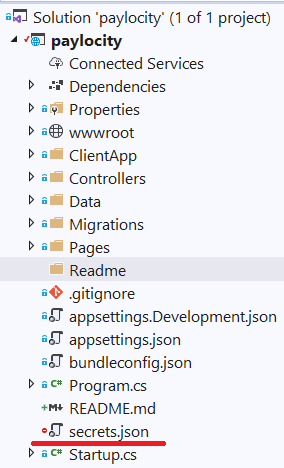 Solution 'paylocity' (1 of 1 project)
paylocity
Connected Services
Dependencies
Properties
wwwroot
ClientApp
Controllers
Data
Migrations
Pages
Readme
.gitignore
appsettings.Development.json
appsettings.json
bundleconfig.json
C# Program.cs
README.md
secrets.json
C# Startup.cs